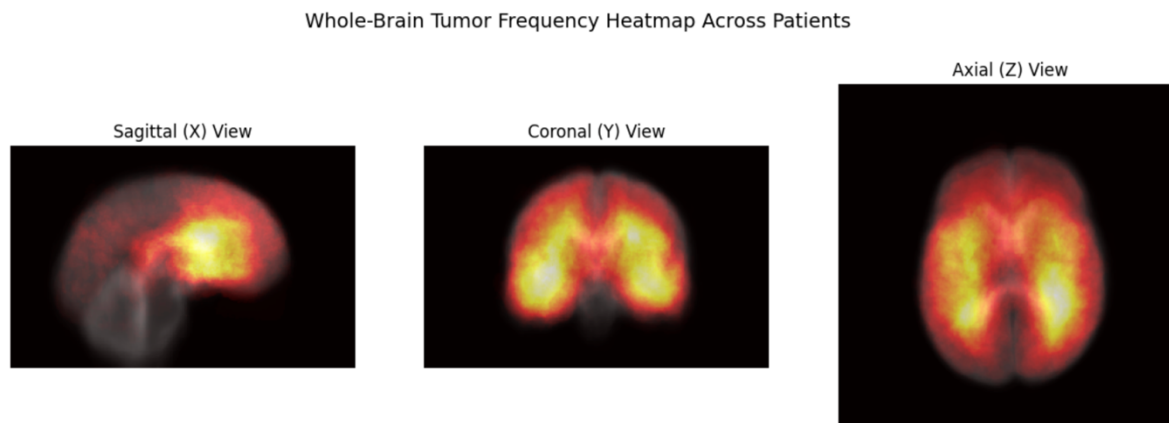 Whole-Brain Tumor Frequency Heatmap Across Patients
Sagittal (X) View
Coronal (Y) View
Axial (Z) View